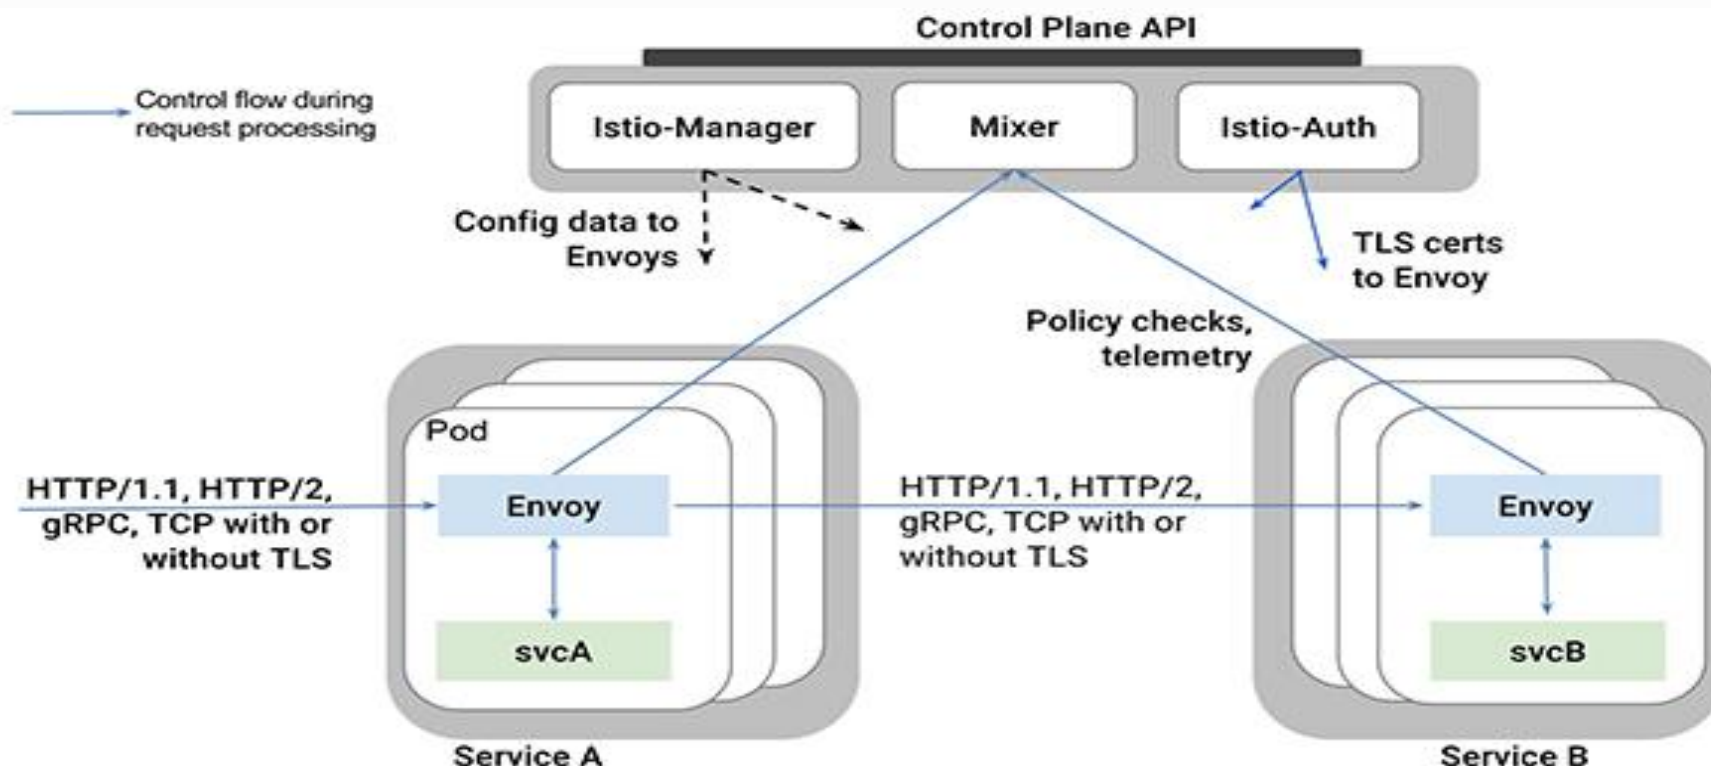 Control Plane API
Control flow during
request processing
Istio-Manager
Mixer
Istio-Auth
Config data to
Envoys
TLS certs
to Envoy
Policy checks,
telemetry
Pod
HTTP/1.1, HTTP/2,
gRPC, TCP with or
without TLS
Envoy
HTTP/1.1, HTTP/2,
gRPC, TCP with or
without TLS
Envoy
svcA
svcB
Service A
Service B